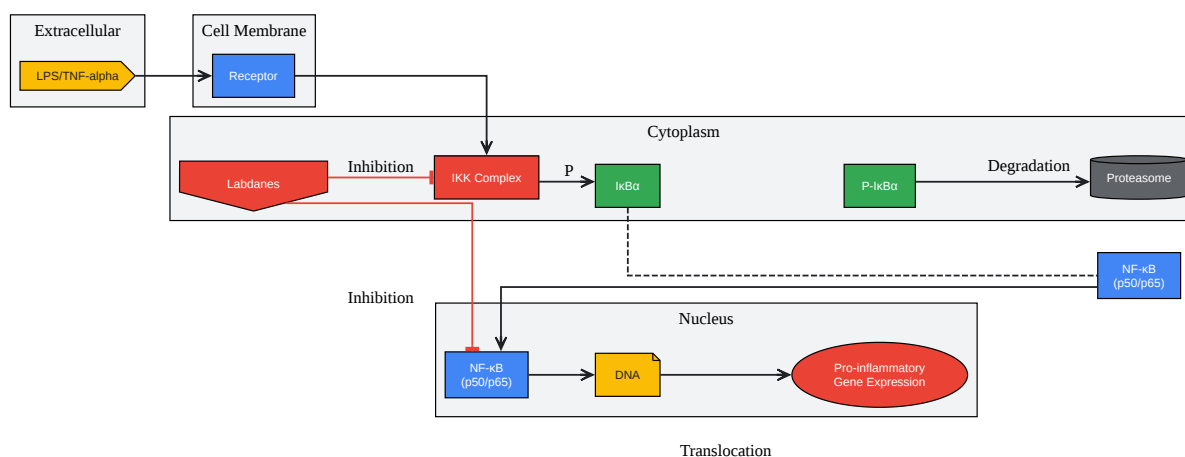 Extracellular
Cell Membrane
LPS/TNF-alpha
Receptor
Cytoplasm
Labdanes
Inhibition
IKK Complex
P
IκBα
P-IκBα
Degradation
Proteasome
NF-κB
(p50/p65)
Inhibition
Nucleus
NF-κB
(p50/p65)
DNA
Pro-inflammatory
Gene Expression
Translocation